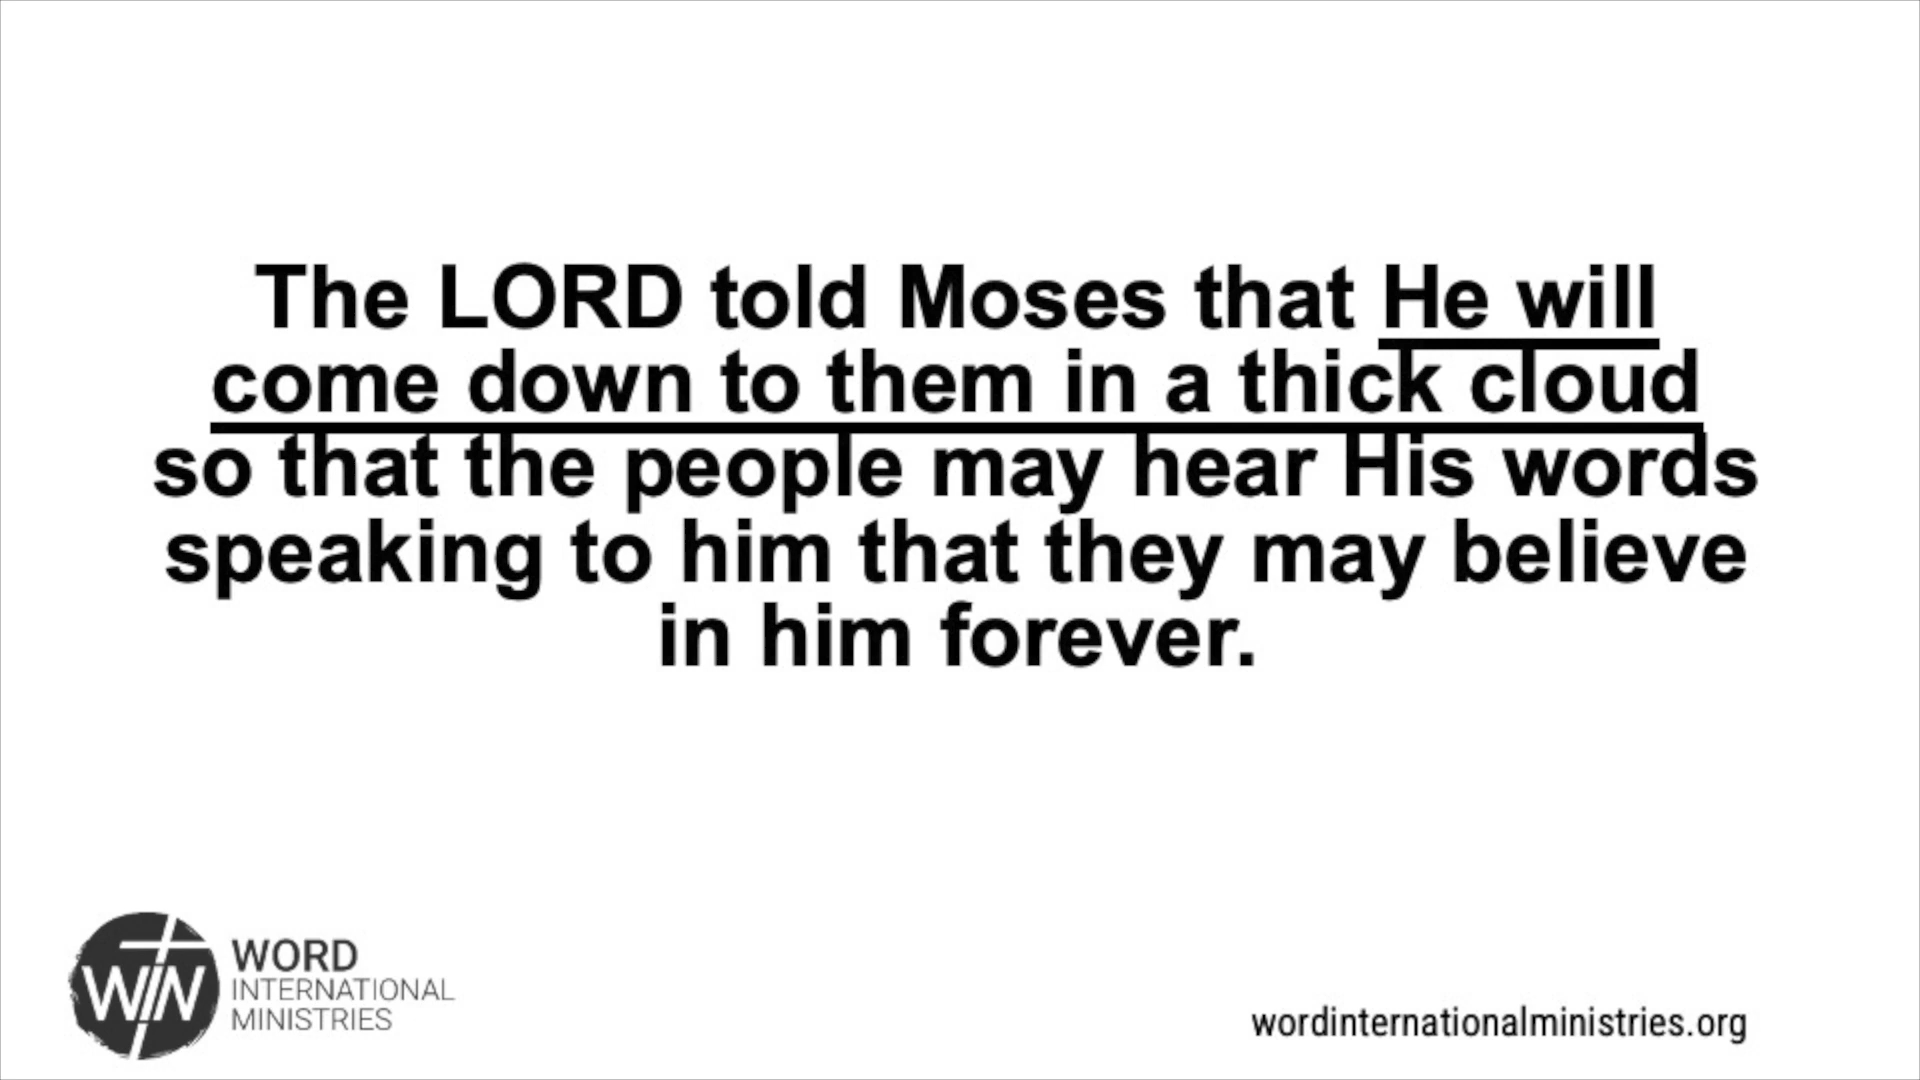 The LORD told Moses that He will
come down to them in a thick cloud
so that the people may hear His words
speaking to him that they may believe
in him forever.
WIN
WORD
INTERNATIONAL
MINISTRIES
wordinternationalministries.org